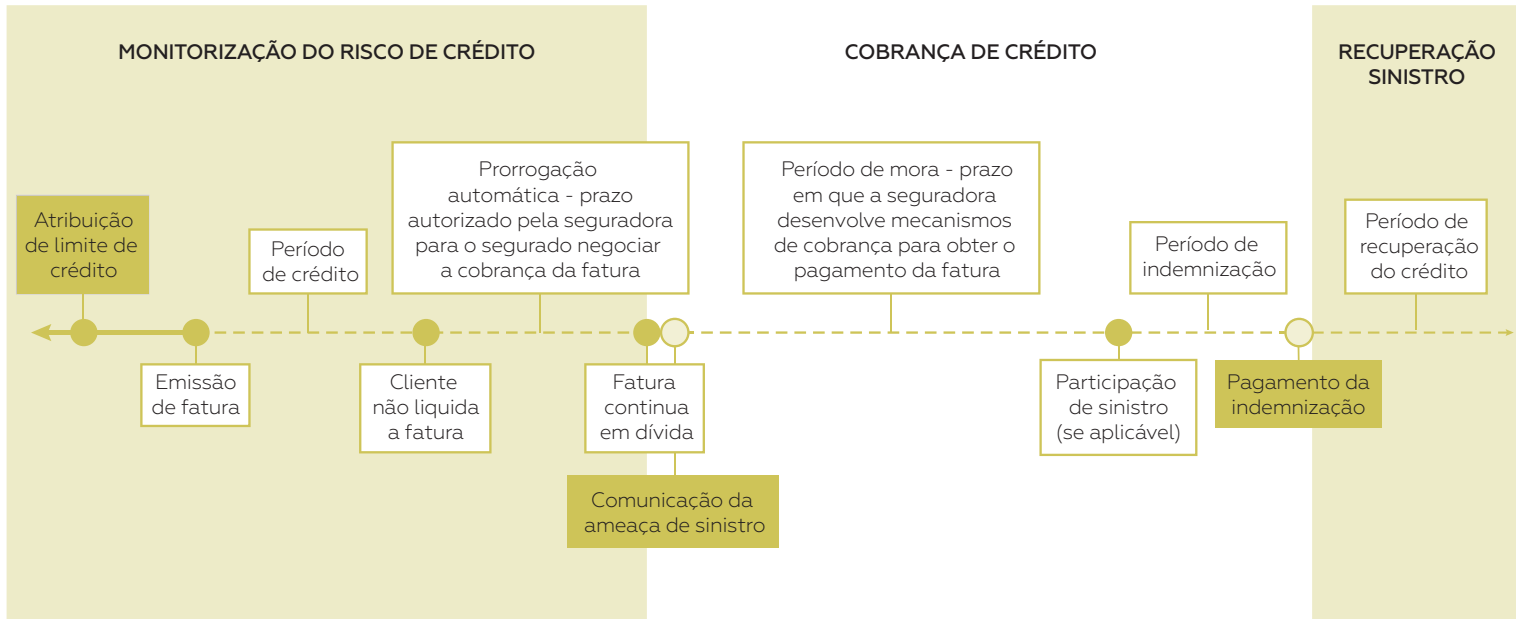 MONITORIZAÇÃO DO RISCO DE CRÉDITO
COBRANÇA DE CRÉDITO
RECUPERAÇÃO
SINISTRO
Atribuição
de limite de
crédito
Emissão
de fatura
Período
de crédito
Cliente
não liquida
a fatura
Prorrogação
automática - prazo
autorizado pela seguradora
para o segurado negociar
a cobrança da fatura
Fatura
continua
em dívida
Comunicação da
ameaça de sinistro
Período de mora - prazo
em que a seguradora
desenvolve mecanismos
de cobrança para obter o
pagamento da fatura
Participação
de sinistro
(se aplicável)
Período de
indemnização
Pagamento da
indemnização
Período de
recuperação
do crédito